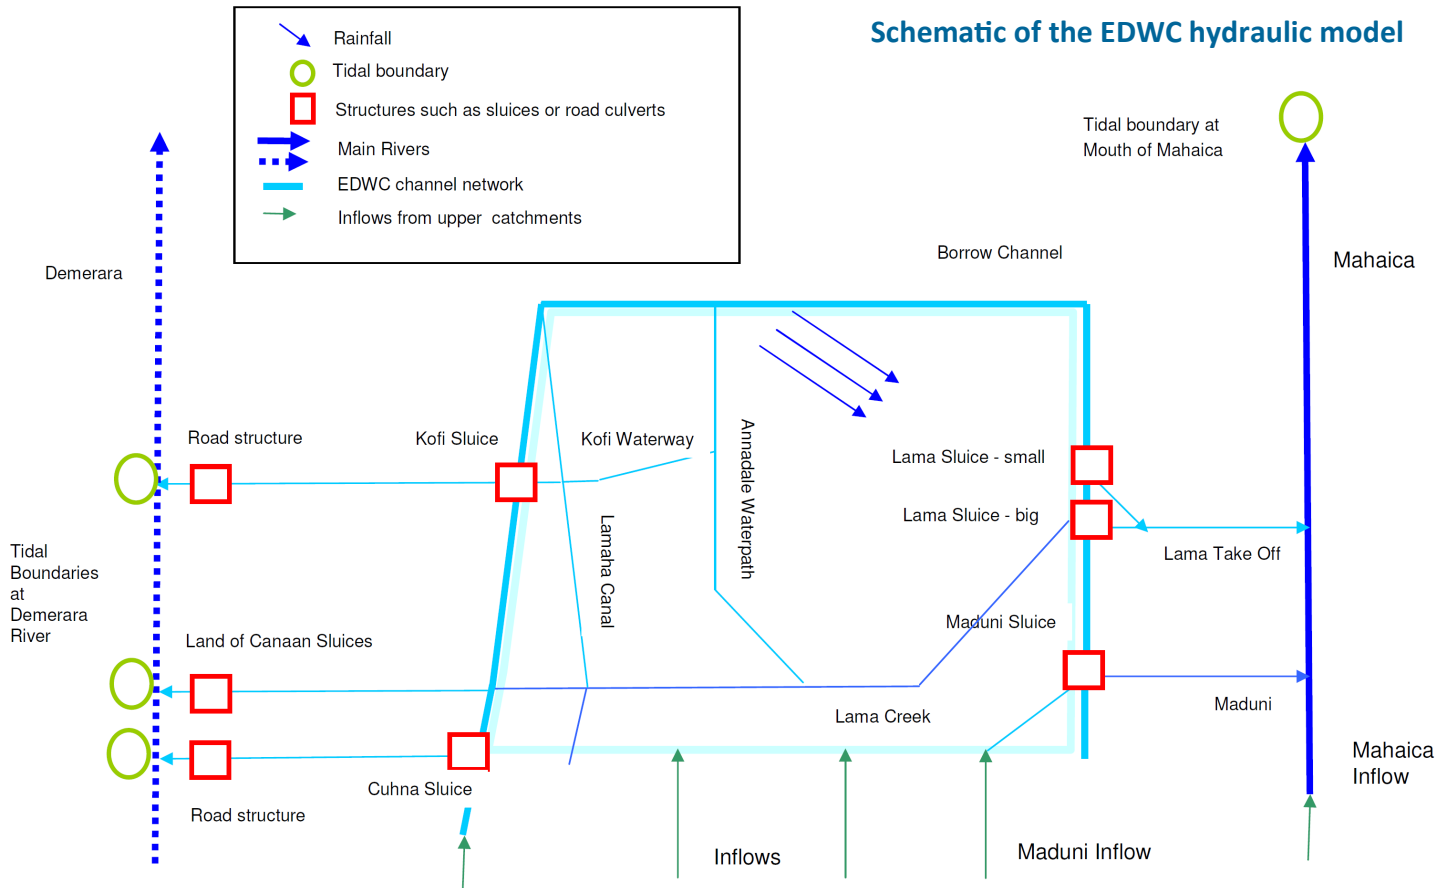 Schematic of the EDWC hydraulic model
Rainfall
Tidal boundary
Structures such as sluices or road culverts
Main Rivers
EDWC channel network
Inflows from upper catchments
Tidal boundary at
Mouth of Mahaica
Demerara
Borrow Channel
Mahaica
Road structure
Kofi Sluice
Kofi Waterway
Annadale Waterpath
Lama Sluice - small
Lama Sluice - big
Lama Take Off
Lamaha Canal
Tidal
Boundaries
at
Demerara
River
Land of Canaan Sluices
Maduni Sluice
Lama Creek
Maduni
Mahaica
Inflow
Cuhna Sluice
Road structure
Inflows
Maduni Inflow